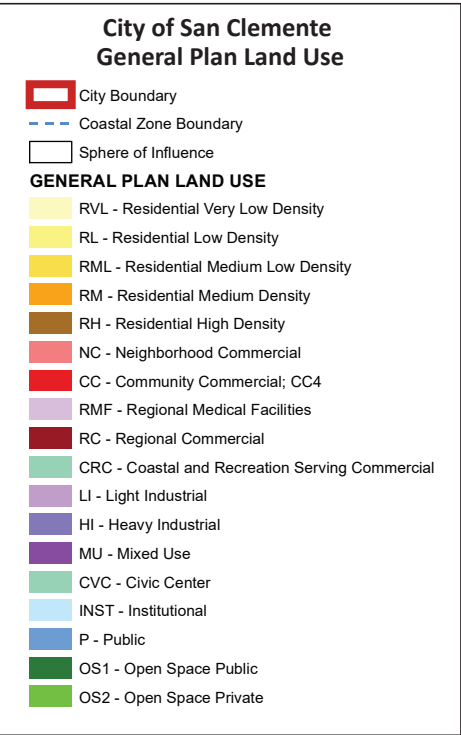 City of San Clemente
General Plan Land Use
City Boundary
Coastal Zone Boundary
Sphere of Influence
GENERAL PLAN LAND USE
RVL - Residential Very Low Density
RL - Residential Low Density
RML - Residential Medium Low Density
RM - Residential Medium Density
RH - Residential High Density
NC - Neighborhood Commercial
CC - Community Commercial; CC4
RMF - Regional Medical Facilities
RC - Regional Commercial
CRC - Coastal and Recreation Serving Commercial
LI - Light Industrial
HI - Heavy Industrial
MU - Mixed Use
CVC - Civic Center
INST - Institutional
P - Public
OS1 - Open Space Public
OS2 - Open Space Private